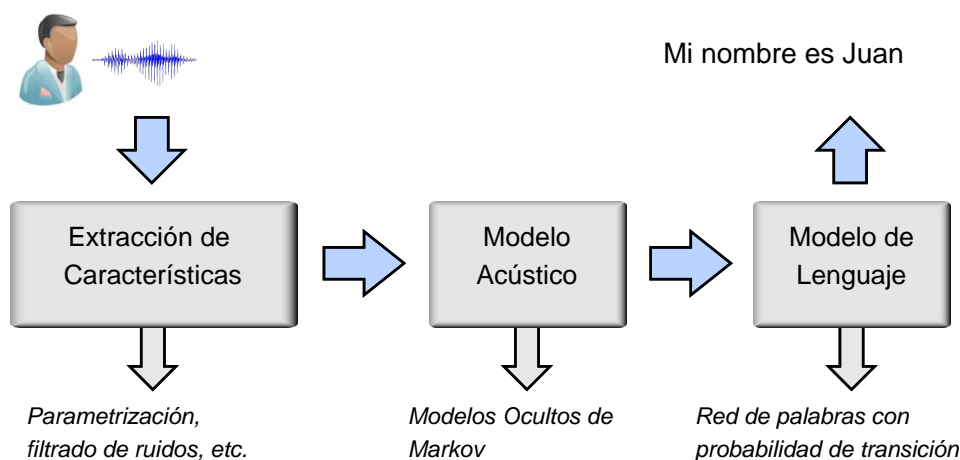 Mi nombre es Juan
Extracción de
Características
Modelo
Acústico
Modelo de
Lenguaje
Parametrización,
filtrado de ruidos, etc.
Modelos Ocultos de
Markov
Red de palabras con
probabilidad de transición